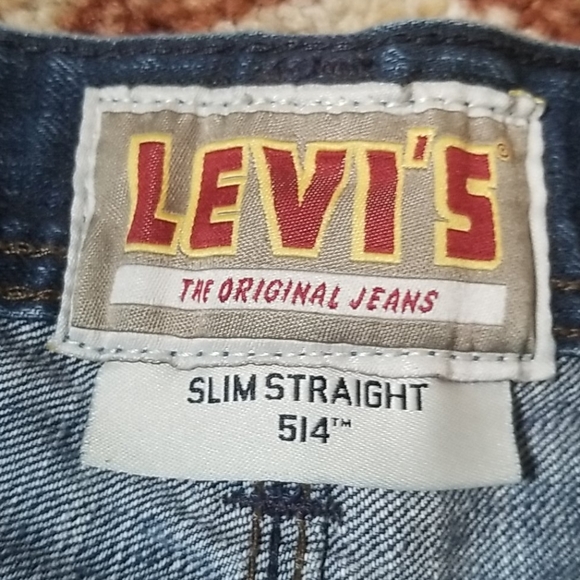 LEVI'S®
THE ORIGINAL JEANS
SLIM STRAIGHT
514™